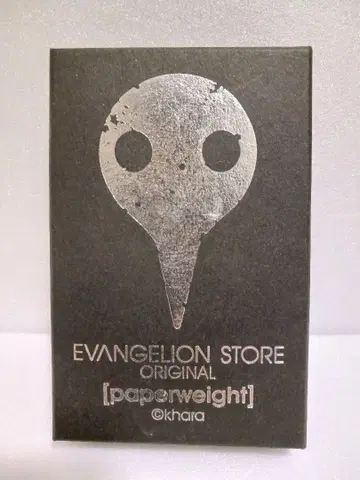 EVANGELION STORE
ORIGINAL
[paperweight]
©khara